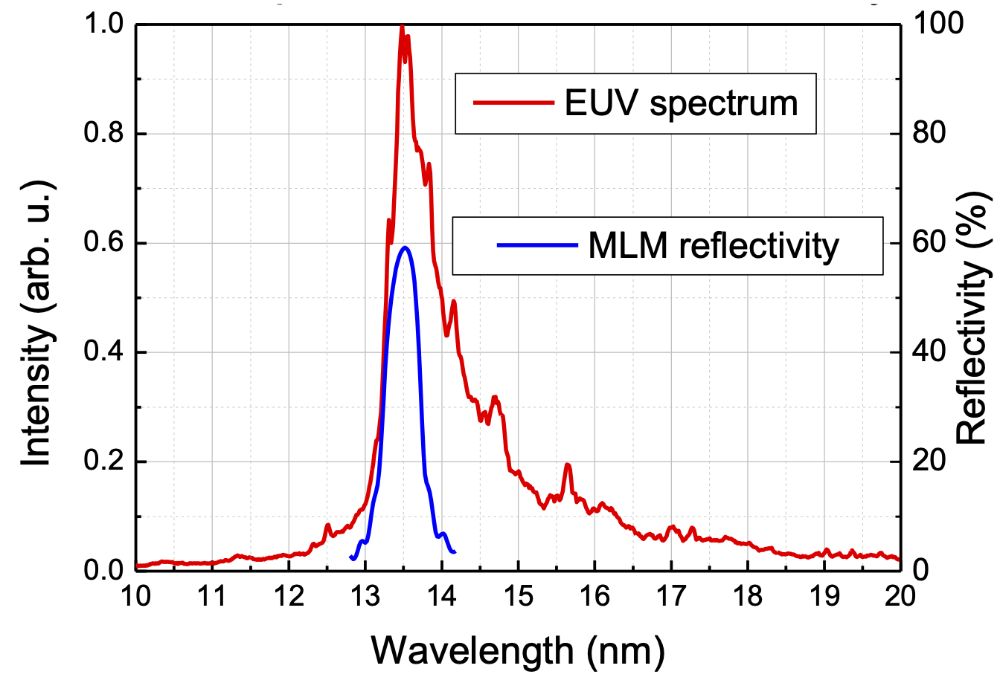 1.0
100
EUV spectrum
0.8
80
Intensity (arb. u.)
Reflectivity (%)
0.6
MLM reflectivity
60
0.4
40
0.2
20
0.0
0
10 11 12 13 14 15 16 17 18 19 20
Wavelength (nm)